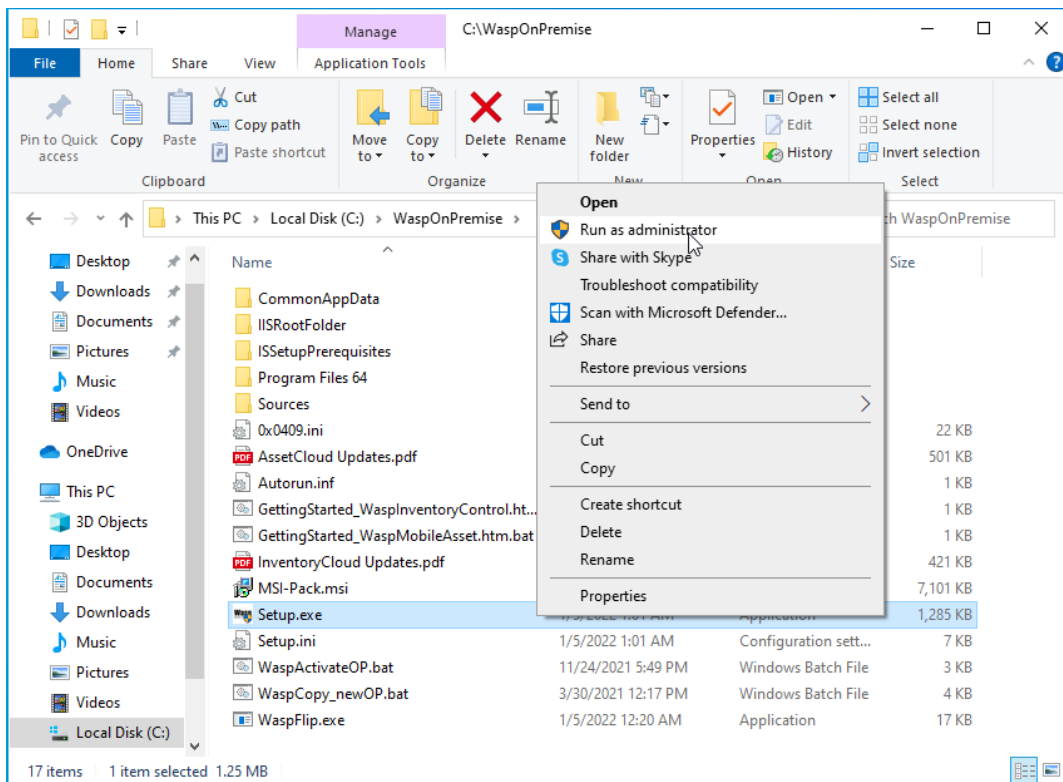 Manage
C:\WaspOnPremise
File
Home
Share
View
Application Tools
Pin to Quick access
Copy
Paste
Cut
Copy path
Paste shortcut
Clipboard
Move to
Copy to
Delete
Rename
Organize
New folder
New
Properties
Open
Edit
History
Open
Select all
Select none
Invert selection
Select
This PC > Local Disk (C:) > WaspOnPremise >
WaspOnPremise
Desktop
Downloads
Documents
Pictures
Music
Videos
OneDrive
This PC
3D Objects
Desktop
Documents
Downloads
Music
Pictures
Videos
Local Disk (C:)
Name
Size
CommonAppData
IISRootFolder
ISSetupPrerequisites
Program Files 64
Sources
0x0409.ini 22 KB
AssetCloud Updates.pdf 501 KB
Autorun.inf 1 KB
GettingStarted_WaspInventoryControl.ht... 1 KB
GettingStarted_WaspMobileAsset.htm.bat 1 KB
InventoryCloud Updates.pdf 421 KB
MSI-Pack.msi 7,101 KB
Setup.exe 1/5/2022 1:01 AM Application 1,285 KB
Setup.ini 1/5/2022 1:01 AM Configuration sett... 7 KB
WaspActivateOP.bat 11/24/2021 5:49 PM Windows Batch File 3 KB
WaspCopy_newOP.bat 3/30/2021 12:17 PM Windows Batch File 4 KB
WaspFlip.exe 1/5/2022 12:20 AM Application 17 KB
Open
Run as administrator
Share with Skype
Troubleshoot compatibility
Scan with Microsoft Defender...
Share
Restore previous versions
Send to
Cut
Copy
Create shortcut
Delete
Rename
Properties
17 items 1 item selected 1.25 MB